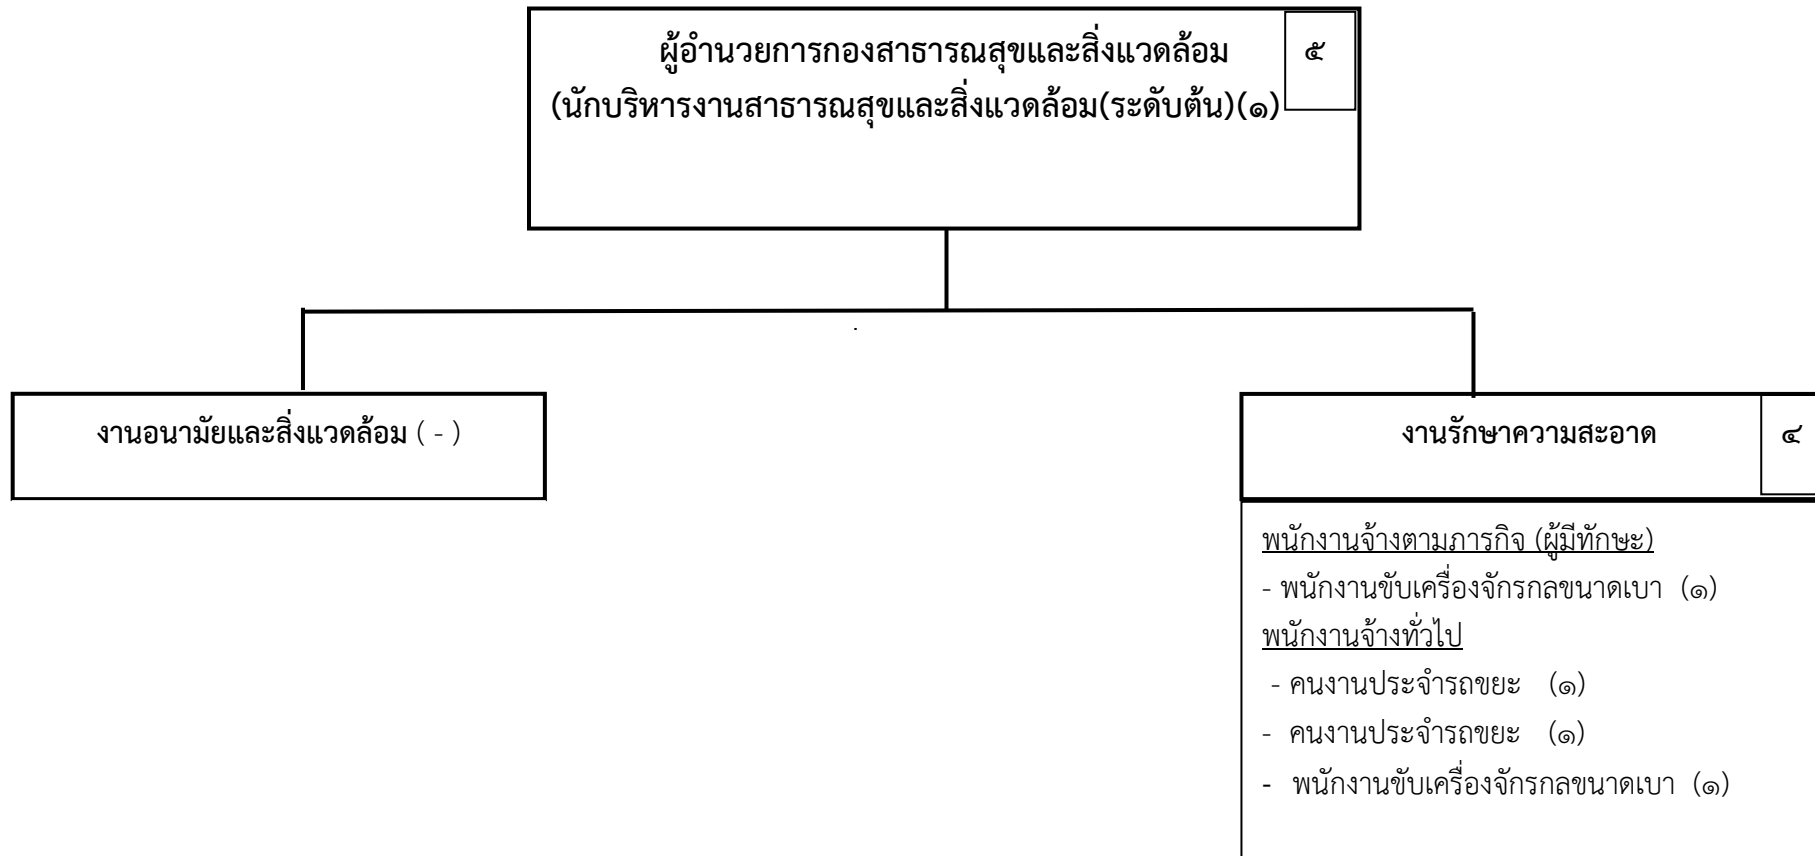 ผู้อำนวยการกองสาธารณสุขและสิ่งแวดล้อม ๕
(นักบริหารงานสาธารณสุขและสิ่งแวดล้อม(ระดับต้น)(๑)
งานอนามัยและสิ่งแวดล้อม ( - )
งานรักษาความสะอาด ๔
พนักงานจ้างตามภารกิจ (ผู้มีทักษะ)
- พนักงานขับเครื่องจักรกลขนาดเบา (๑)
พนักงานจ้างทั่วไป
- คนงานประจำรถขยะ (๑)
- คนงานประจำรถขยะ (๑)
- พนักงานขับเครื่องจักรกลขนาดเบา (๑)